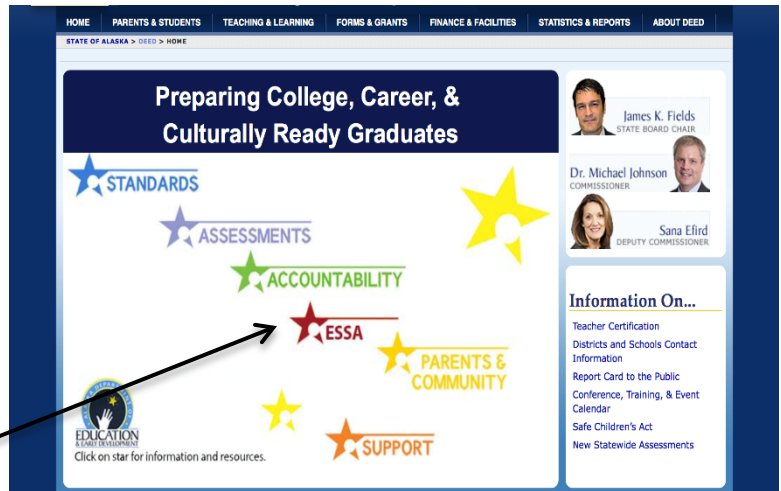 HOME PARENTS & STUDENTS TEACHING & LEARNING FORMS & GRANTS FINANCE & FACILITIES STATISTICS & REPORTS ABOUT DEED
STATE OF ALASKA > DEED > HOME
Preparing College, Career, &
Culturally Ready Graduates
STANDARDS
ASSESSMENTS
ACCOUNTABILITY
ESSA
PARENTS &
COMMUNITY
SUPPORT
EDUCATION
& EARLY DEVELOPMENT
Click on star for information and resources.
James K. Fields
STATE BOARD CHAIR
Dr. Michael Johnson
COMMISSIONER
Sana Efird
DEPUTY COMMISSIONER
Information On...
Teacher Certification
Districts and Schools Contact
Information
Report Card to the Public
Conference, Training, & Event
Calendar
Safe Children's Act
New Statewide Assessments